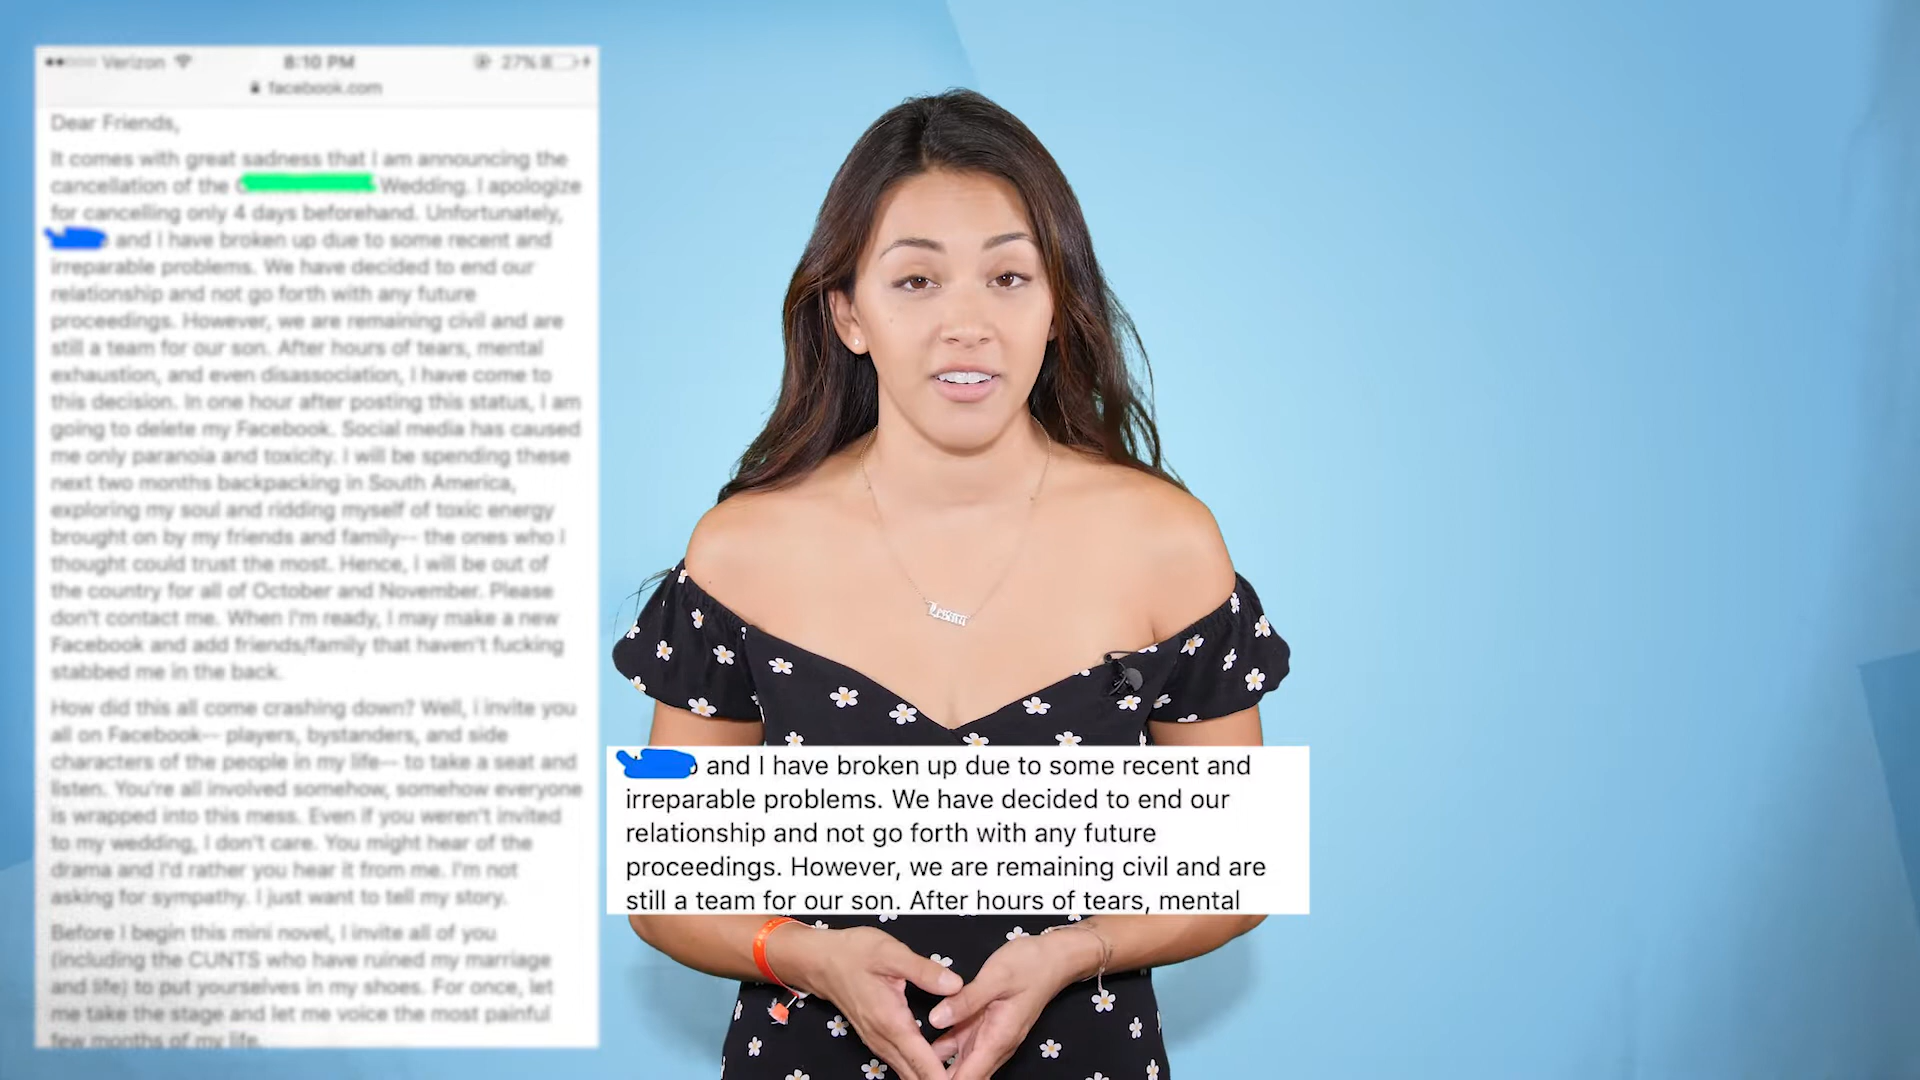 Verizon 8:10 PM 27%
facebook.com
Dear Friends,
It comes with great sadness that I am announcing the
cancellation of the Wedding. I apologize
for cancelling only 4 days beforehand. Unfortunately,
and I have broken up due to some recent and
irreparable problems. We have decided to end our
relationship and not go forth with any future
proceedings. However, we are remaining civil and are
still a team for our son. After hours of tears, mental
exhaustion, and even disassociation, I have come to
this decision. In one hour after posting this status, I am
going to delete my Facebook. Social media has caused
me only paranoia and toxicity. I will be spending these
next two months backpacking in South America,
exploring my soul and ridding myself of toxic energy
brought on by my friends and family-- the ones who I
thought could trust the most. Hence, I will be out of
the country for all of October and November. Please
don't contact me. When I'm ready, I may make a new
Facebook and add friends/family that haven't fucking
stabbed me in the back.
How did this all come crashing down? Well, I invite you
all on Facebook-- players, bystanders, and side
characters of the people in my life-- to take a seat and
listen. You're all involved somehow, somehow everyone
is wrapped into this mess. Even if you weren't invited
to my wedding, I don't care. You might hear of the
drama and I'd rather you hear it from me. I'm not
asking for sympathy. I just want to tell my story.
Before I begin this mini novel, I invite all of you
(including the CUNTS who have ruined my marriage
and life) to put yourselves in my shoes. For once, let
me take the stage and let me voice the most painful
few months of my life.
and I have broken up due to some recent and
irreparable problems. We have decided to end our
relationship and not go forth with any future
proceedings. However, we are remaining civil and are
still a team for our son. After hours of tears, mental